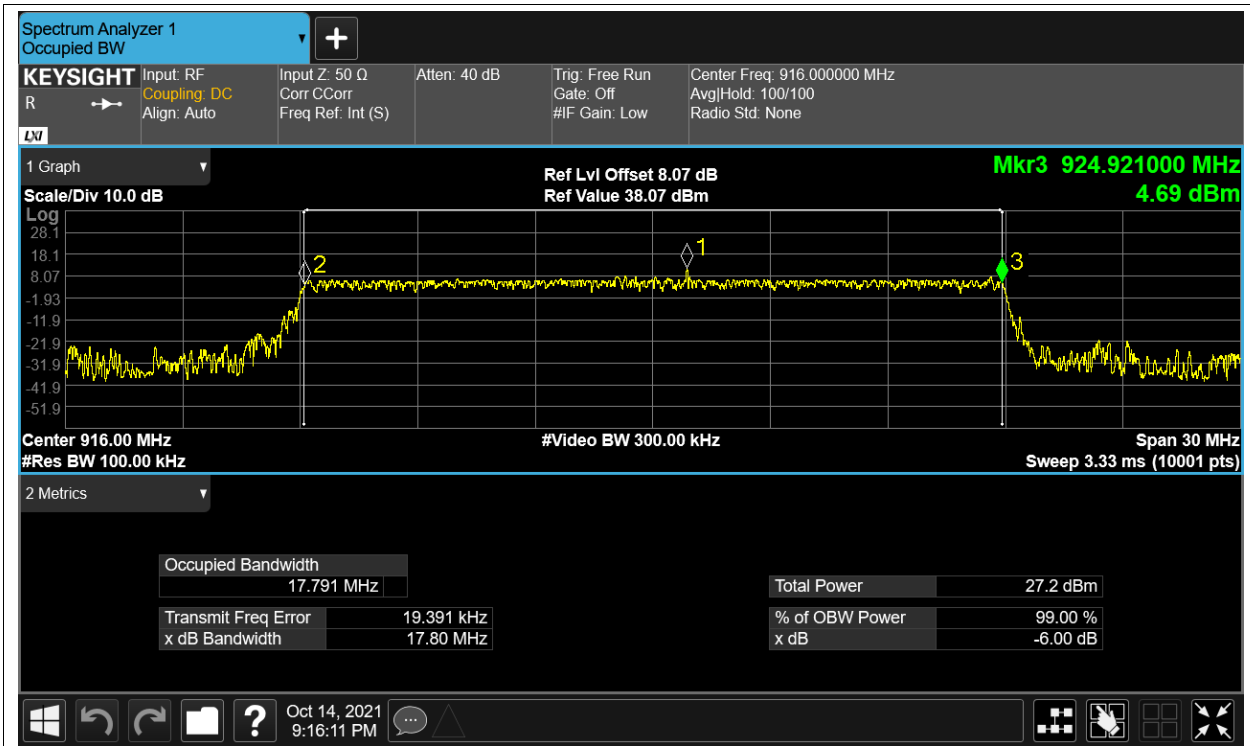 Spectrum Analyzer 1
Occupied BW
+
KEYSIGHT
R
LXI
Input: RF
Coupling: DC
Align: Auto
Input Z: 50 Ω
Corr CCorr
Freq Ref: Int (S)
Atten: 40 dB
Trig: Free Run
Gate: Off
#IF Gain: Low
Center Freq: 916.000000 MHz
Avg|Hold: 100/100
Radio Std: None
1 Graph
Scale/Div 10.0 dB
Ref Lvl Offset 8.07 dB
Ref Value 38.07 dBm
Mkr3 924.921000 MHz
4.69 dBm
Log
28.1
18.1
8.07
-1.93
-11.9
-21.9
-31.9
-41.9
-51.9
2
1
3
Center 916.00 MHz
#Video BW 300.00 kHz
Span 30 MHz
#Res BW 100.00 kHz
Sweep 3.33 ms (10001 pts)
2 Metrics
Occupied Bandwidth
17.791 MHz
Transmit Freq Error 19.391 kHz
x dB Bandwidth 17.80 MHz
Total Power 27.2 dBm
% of OBW Power 99.00 %
x dB -6.00 dB
?
Oct 14, 2021
9:16:11 PM